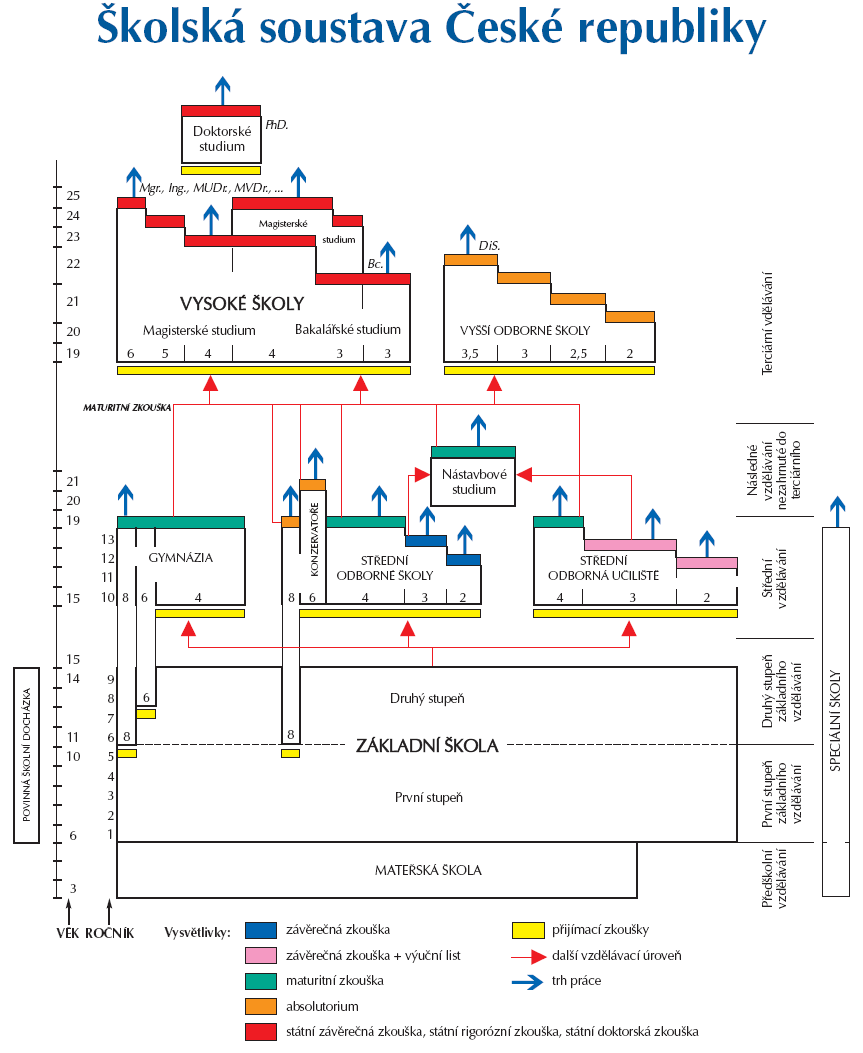 Školská soustava České republiky
Doktorské
studium
PhD.
Mgr., Ing., MUDr., MVDr., ...
25
24
23
22
21
20
19
Magisterské
studium
Bc.
DiS.
VYSOKÉ ŠKOLY
Magisterské studium
Bakalářské studium
VYŠŠÍ ODBORNÉ ŠKOLY
6
5
4
4
3
3
3,5
3
2,5
2
Terciární vdělávání
MATURITNÍ ZKOUŠKA
Nástavbové
studium
Následné
vzdělávání
nezahrnuté do
terciárního
21
20
19
15
13
12
11
10
GYMNÁZIA
KONZERVATOŘE
STŘEDNÍ
ODBORNÉ ŠKOLY
STŘEDNÍ
ODBORNÁ UČILIŠTĚ
8
6
4
8
6
4
3
2
4
3
2
Střední
vzdělávání
15
14
11
10
6
3
9
8
7
6
5
4
3
2
1
6
8
8
Druhý stupeň
ZÁKLADNÍ ŠKOLA
První stupeň
MATEŘSKÁ ŠKOLA
POVINNÁ ŠKOLNÍ DOCHÁZKA
Druhý stupeň
základního
vzdělávání
První stupeň
základního
vzdělávání
Předškolní
vzdělávání
SPECIÁLNÍ ŠKOLY
VĚK ROČNÍK
Vysvětlivky:
závěrečná zkouška
závěrečná zkouška + výuční list
maturitní zkouška
absolutorium
státní závěrečná zkouška, státní rigorózní zkouška, státní doktorská zkouška
přijímací zkoušky
další vzdělávací úroveň
trh práce